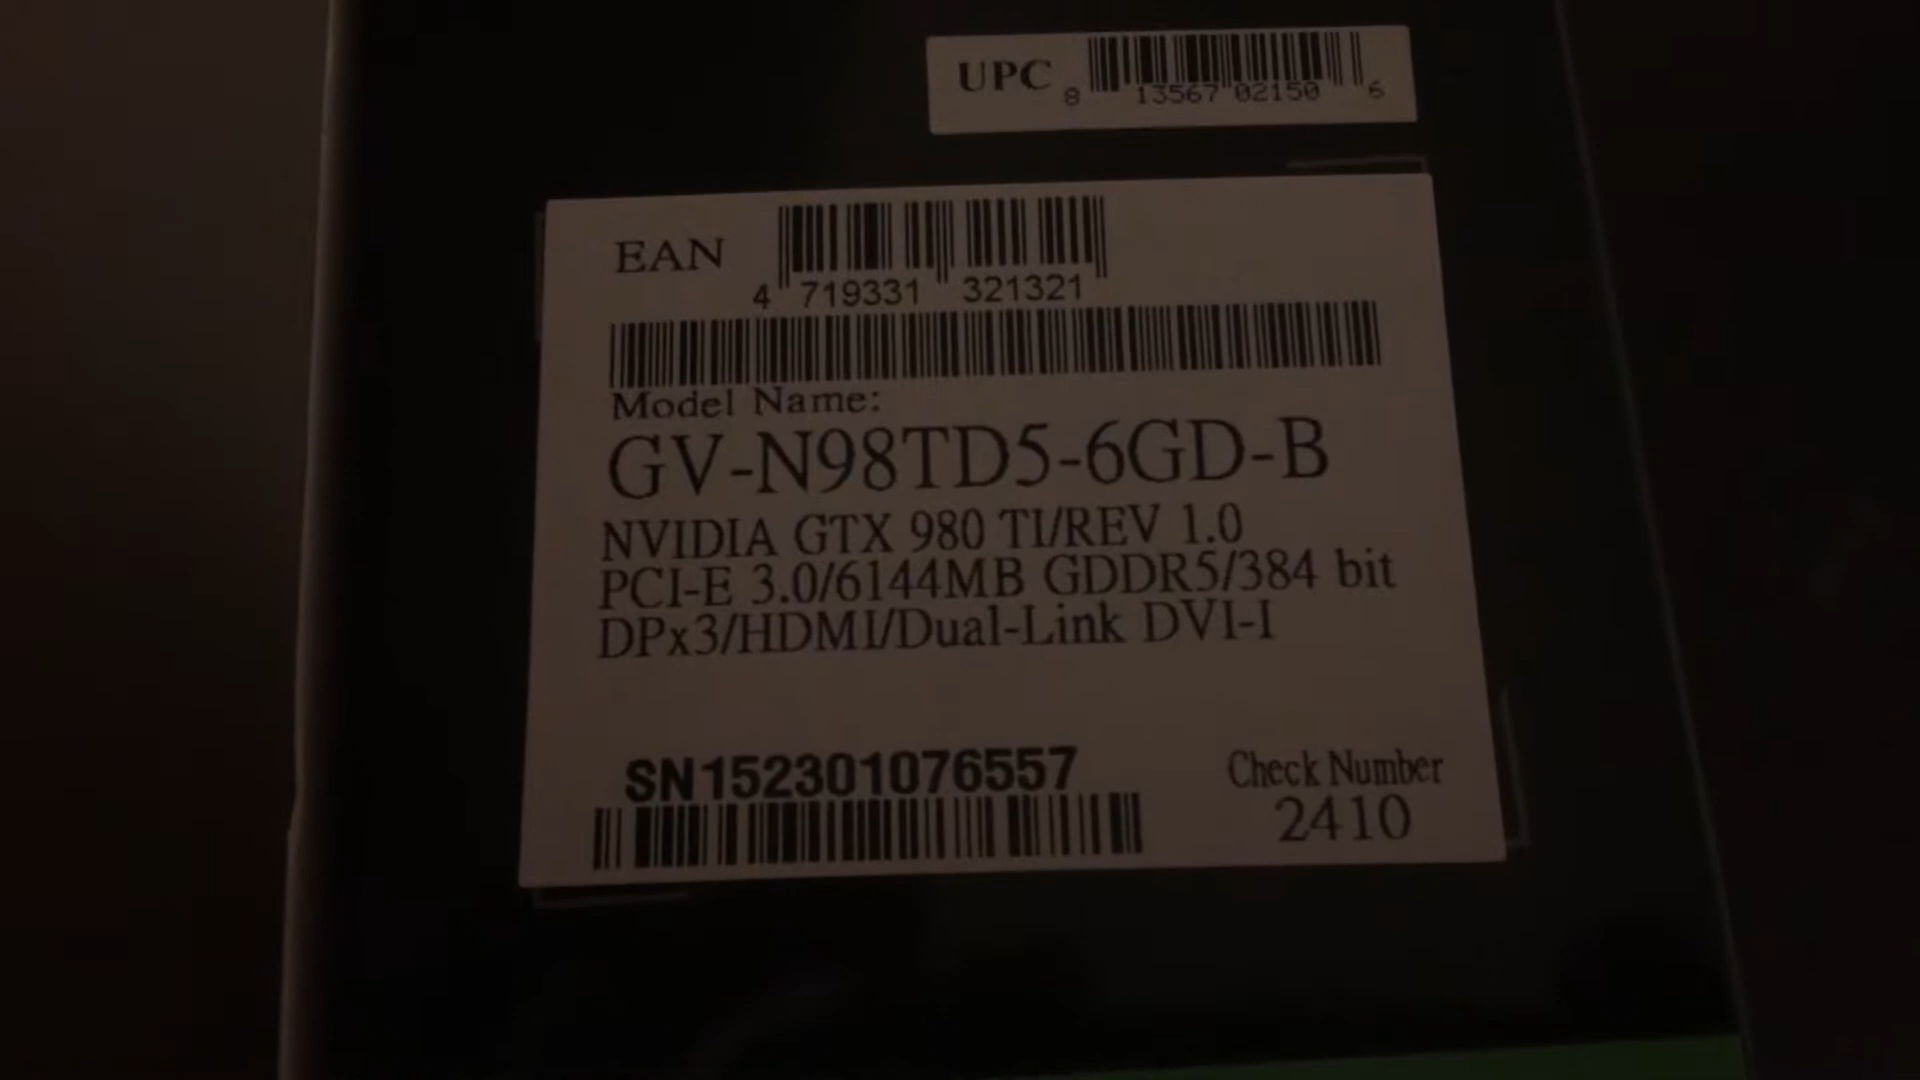 UPC 8 13567 02150 6
EAN
4 719331 321321
Model Name:
GV-N98TD5-6GD-B
NVIDIA GTX 980 TI/REV 1.0
PCI-E 3.0/6144MB GDDR5/384 bit
DPx3/HDMI/Dual-Link DVI-I
SN152301076557
Check Number
2410